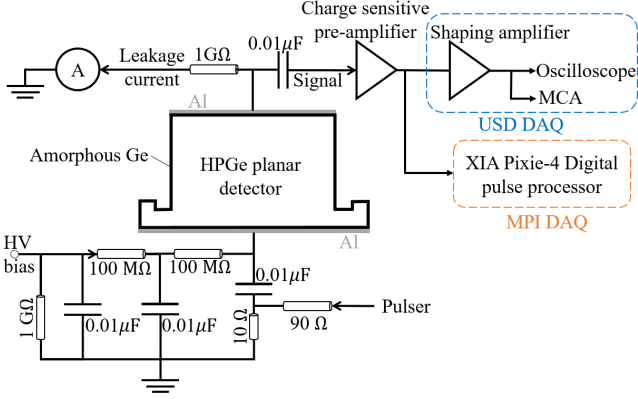 Charge sensitive
pre-amplifier
Shaping amplifier
0.01μF
1GΩ
A
Leakage
current
Signal
Oscilloscope
MCA
USD DAQ
Al
Amorphous Ge
HPGe planar
detector
XIA Pixie-4 Digital
pulse processor
MPI DAQ
Al
HV
bias
100 MΩ
100 MΩ
0.01μF
1 GΩ
0.01μF
0.01μF
10 Ω
90 Ω
Pulser